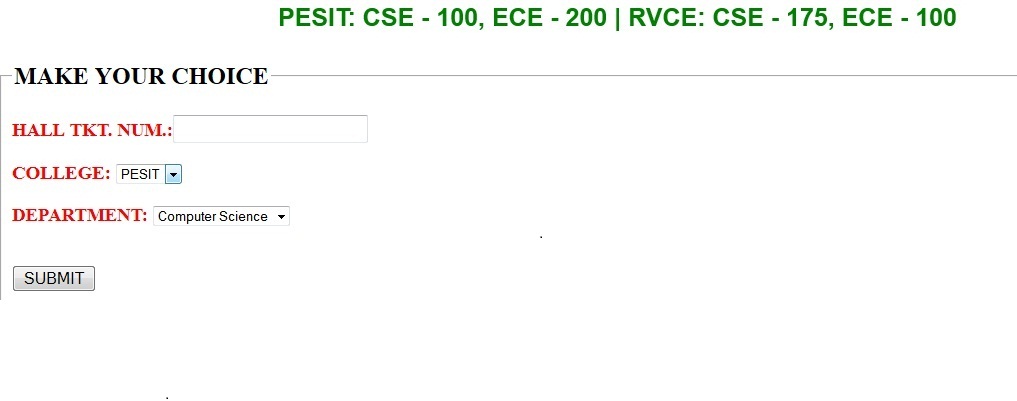 PESIT: CSE - 100, ECE - 200 | RVCE: CSE - 175, ECE - 100
MAKE YOUR CHOICE
HALL TKT. NUM.:
COLLEGE: PESIT
DEPARTMENT: Computer Science
SUBMIT